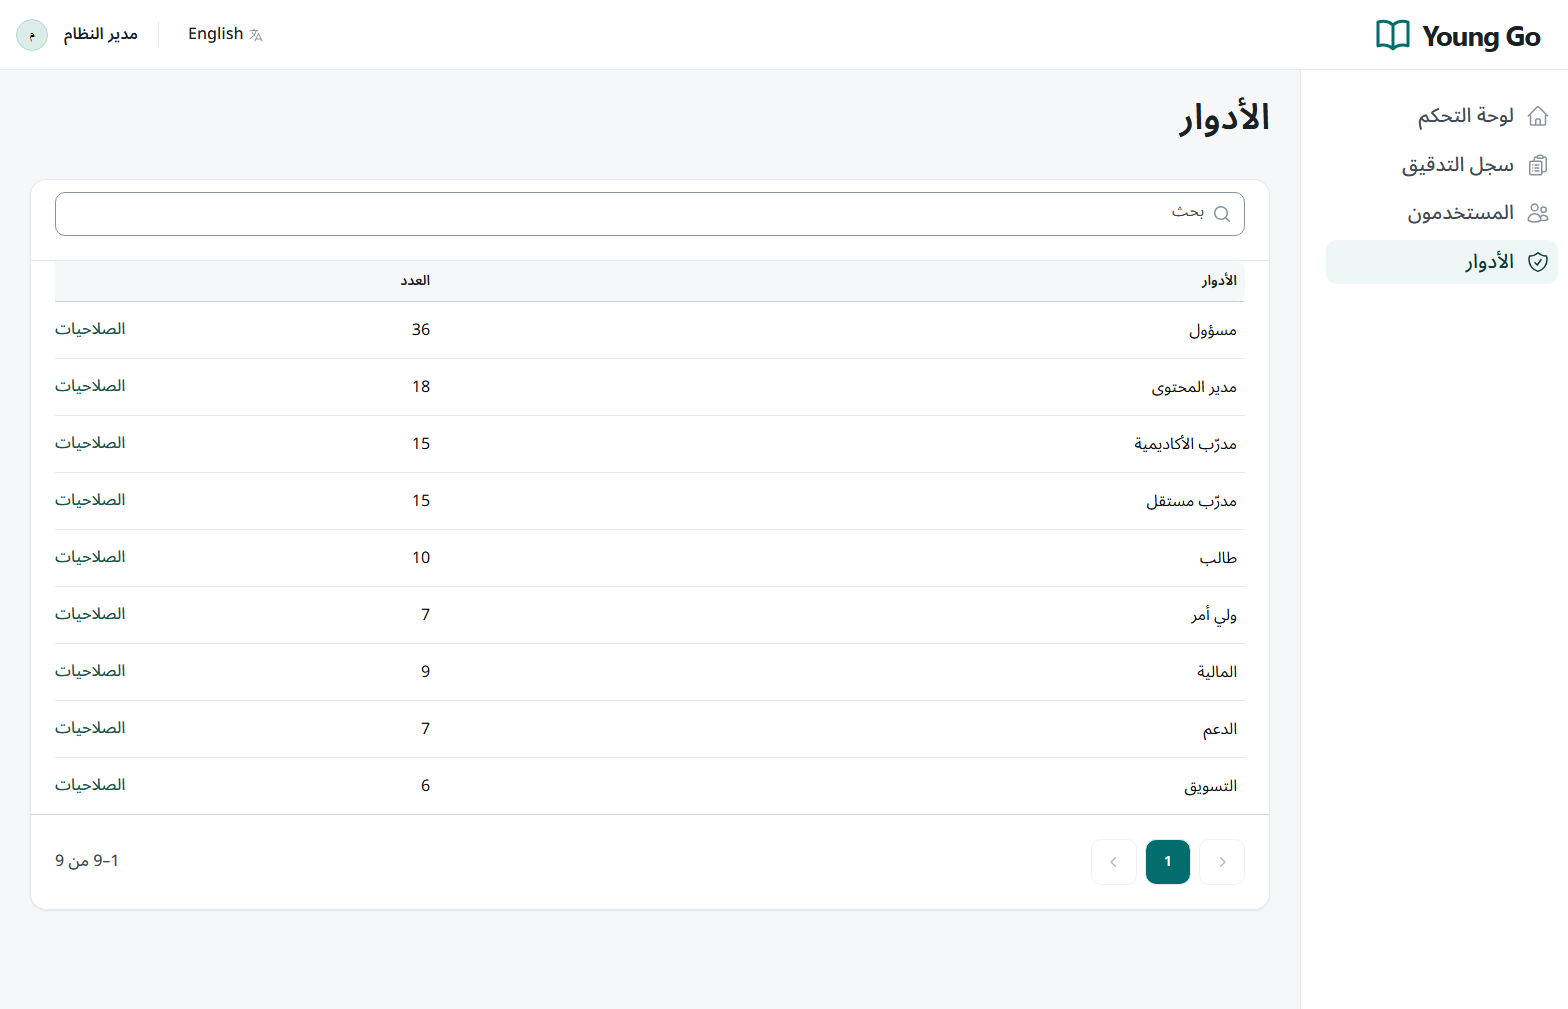 Young Go
English
مدير النظام
م
لوحة التحكم
سجل التدقيق
المستخدمون
الأدوار
الأدوار
بحث
الأدوار العدد
مسؤول 36 الصلاحيات
مدير المحتوى 18 الصلاحيات
مدرّب الأكاديمية 15 الصلاحيات
مدرّب مستقل 15 الصلاحيات
طالب 10 الصلاحيات
ولي أمر 7 الصلاحيات
المالية 9 الصلاحيات
الدعم 7 الصلاحيات
التسويق 6 الصلاحيات
1
1–9 من 9